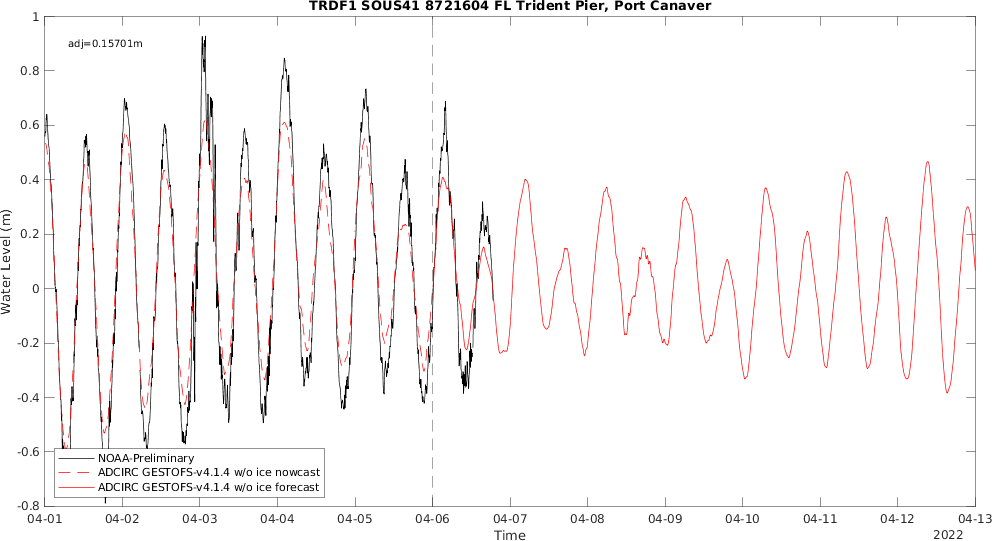 TRDF1 SOUS41 8721604 FL Trident Pier, Port Canaver
adj=0.15701m
1
0.8
0.6
0.4
0.2
0
-0.2
-0.4
-0.6
-0.8
Water Level (m)
NOAA-Preliminary
ADCIRC GESTOFS-v4.1.4 w/o ice nowcast
ADCIRC GESTOFS-v4.1.4 w/o ice forecast
04-01 04-02 04-03 04-04 04-05 04-06 04-07 04-08 04-09 04-10 04-11 04-12 04-13
Time
2022